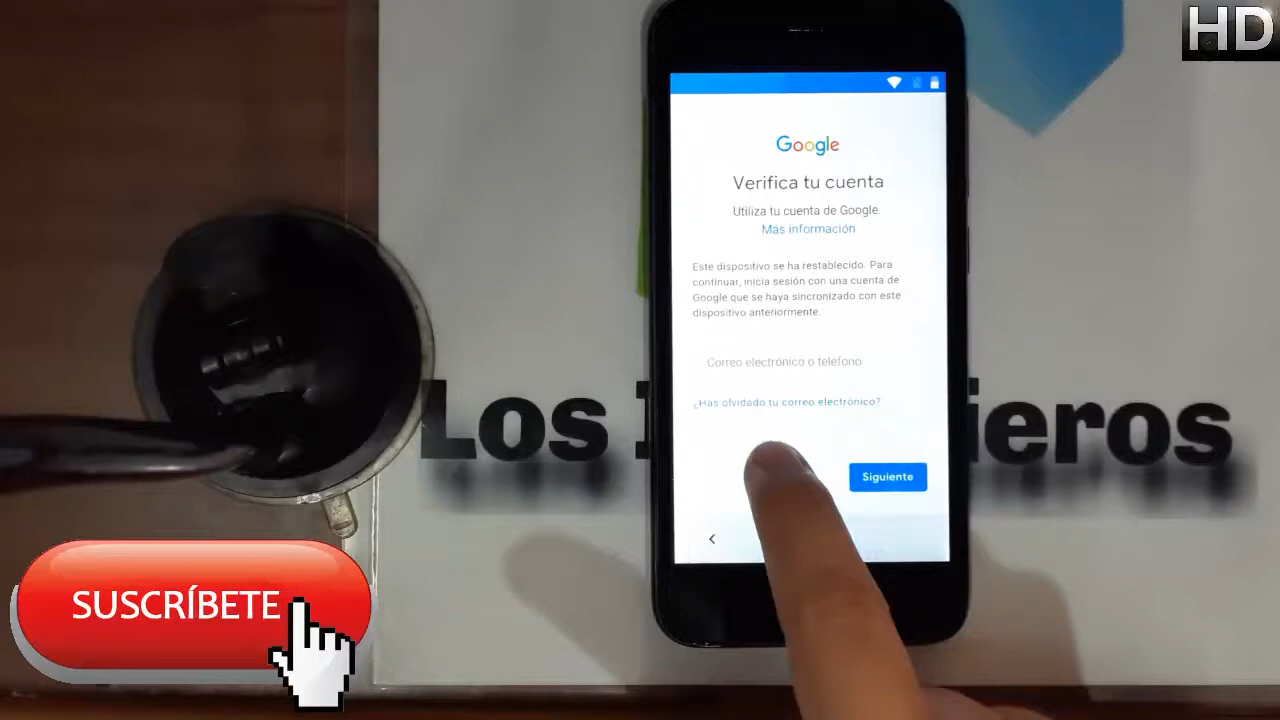 HD
Google
Verifica tu cuenta
Utiliza tu cuenta de Google.
Más información
Este dispositivo se ha restablecido. Para
continuar, inicia sesión con una cuenta de
Google que se haya sincronizado con este
dispositivo anteriormente.
Correo electrónico o teléfono
¿Has olvidado tu correo electrónico?
Siguiente
Los
SUSCRÍBETE